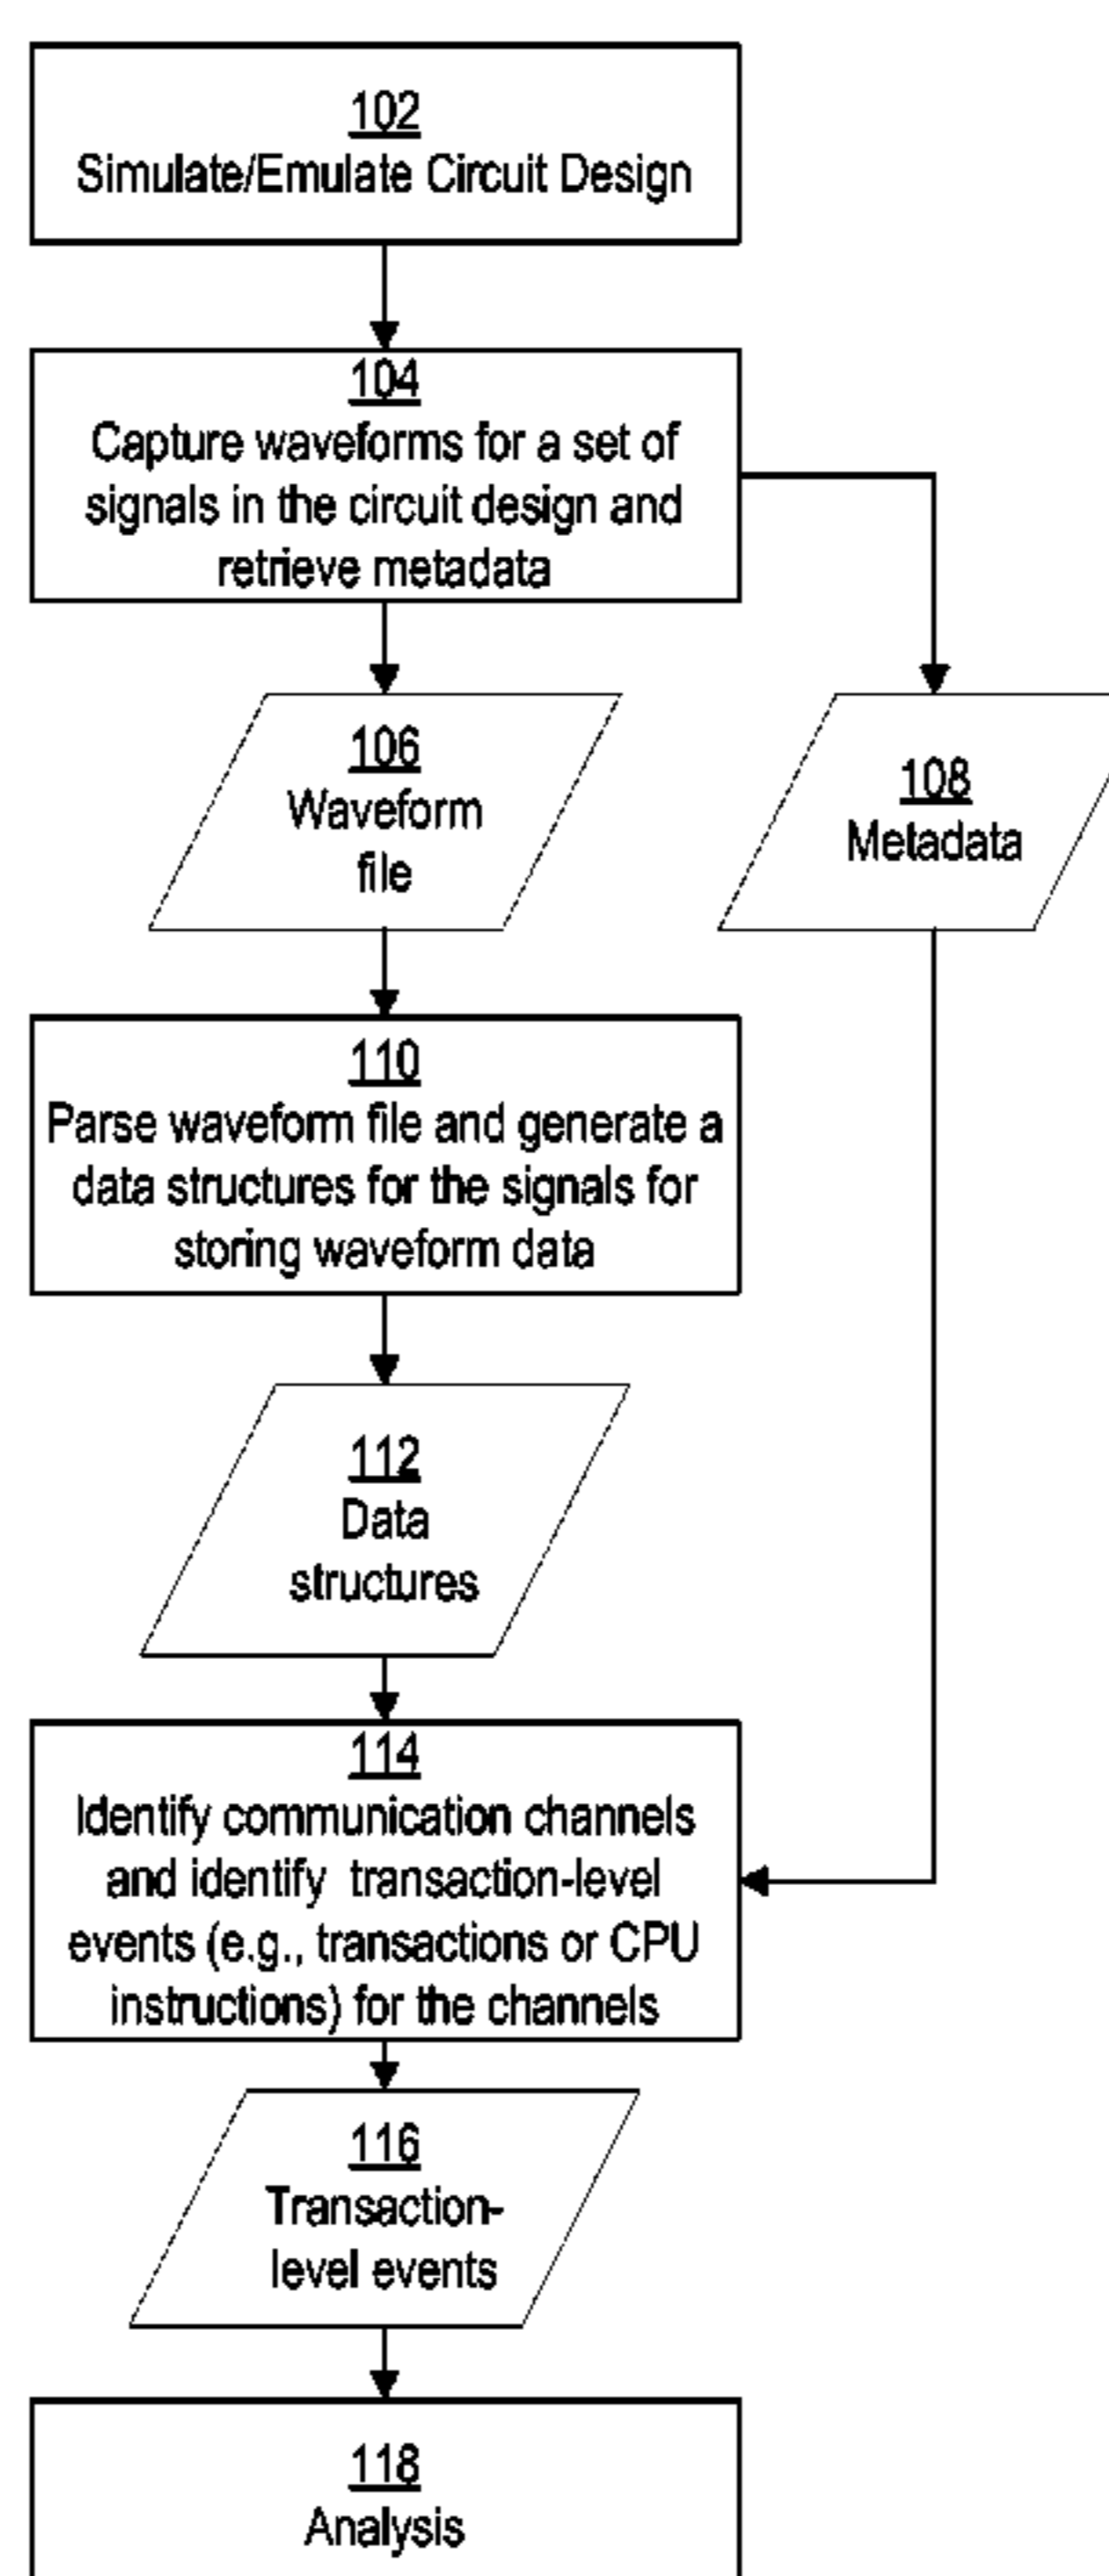 102
Simulate/Emulate Circuit Design
104
Capture waveforms for a set of
signals in the circuit design and
retrieve metadata
106
Waveform
file
108
Metadata
110
Parse waveform file and generate a
data structures for the signals for
storing waveform data
112
Data
structures
114
Identify communication channels
and identify transaction-level
events (e.g., transactions or CPU
instructions) for the channels
116
Transaction-
level events
118
Analysis